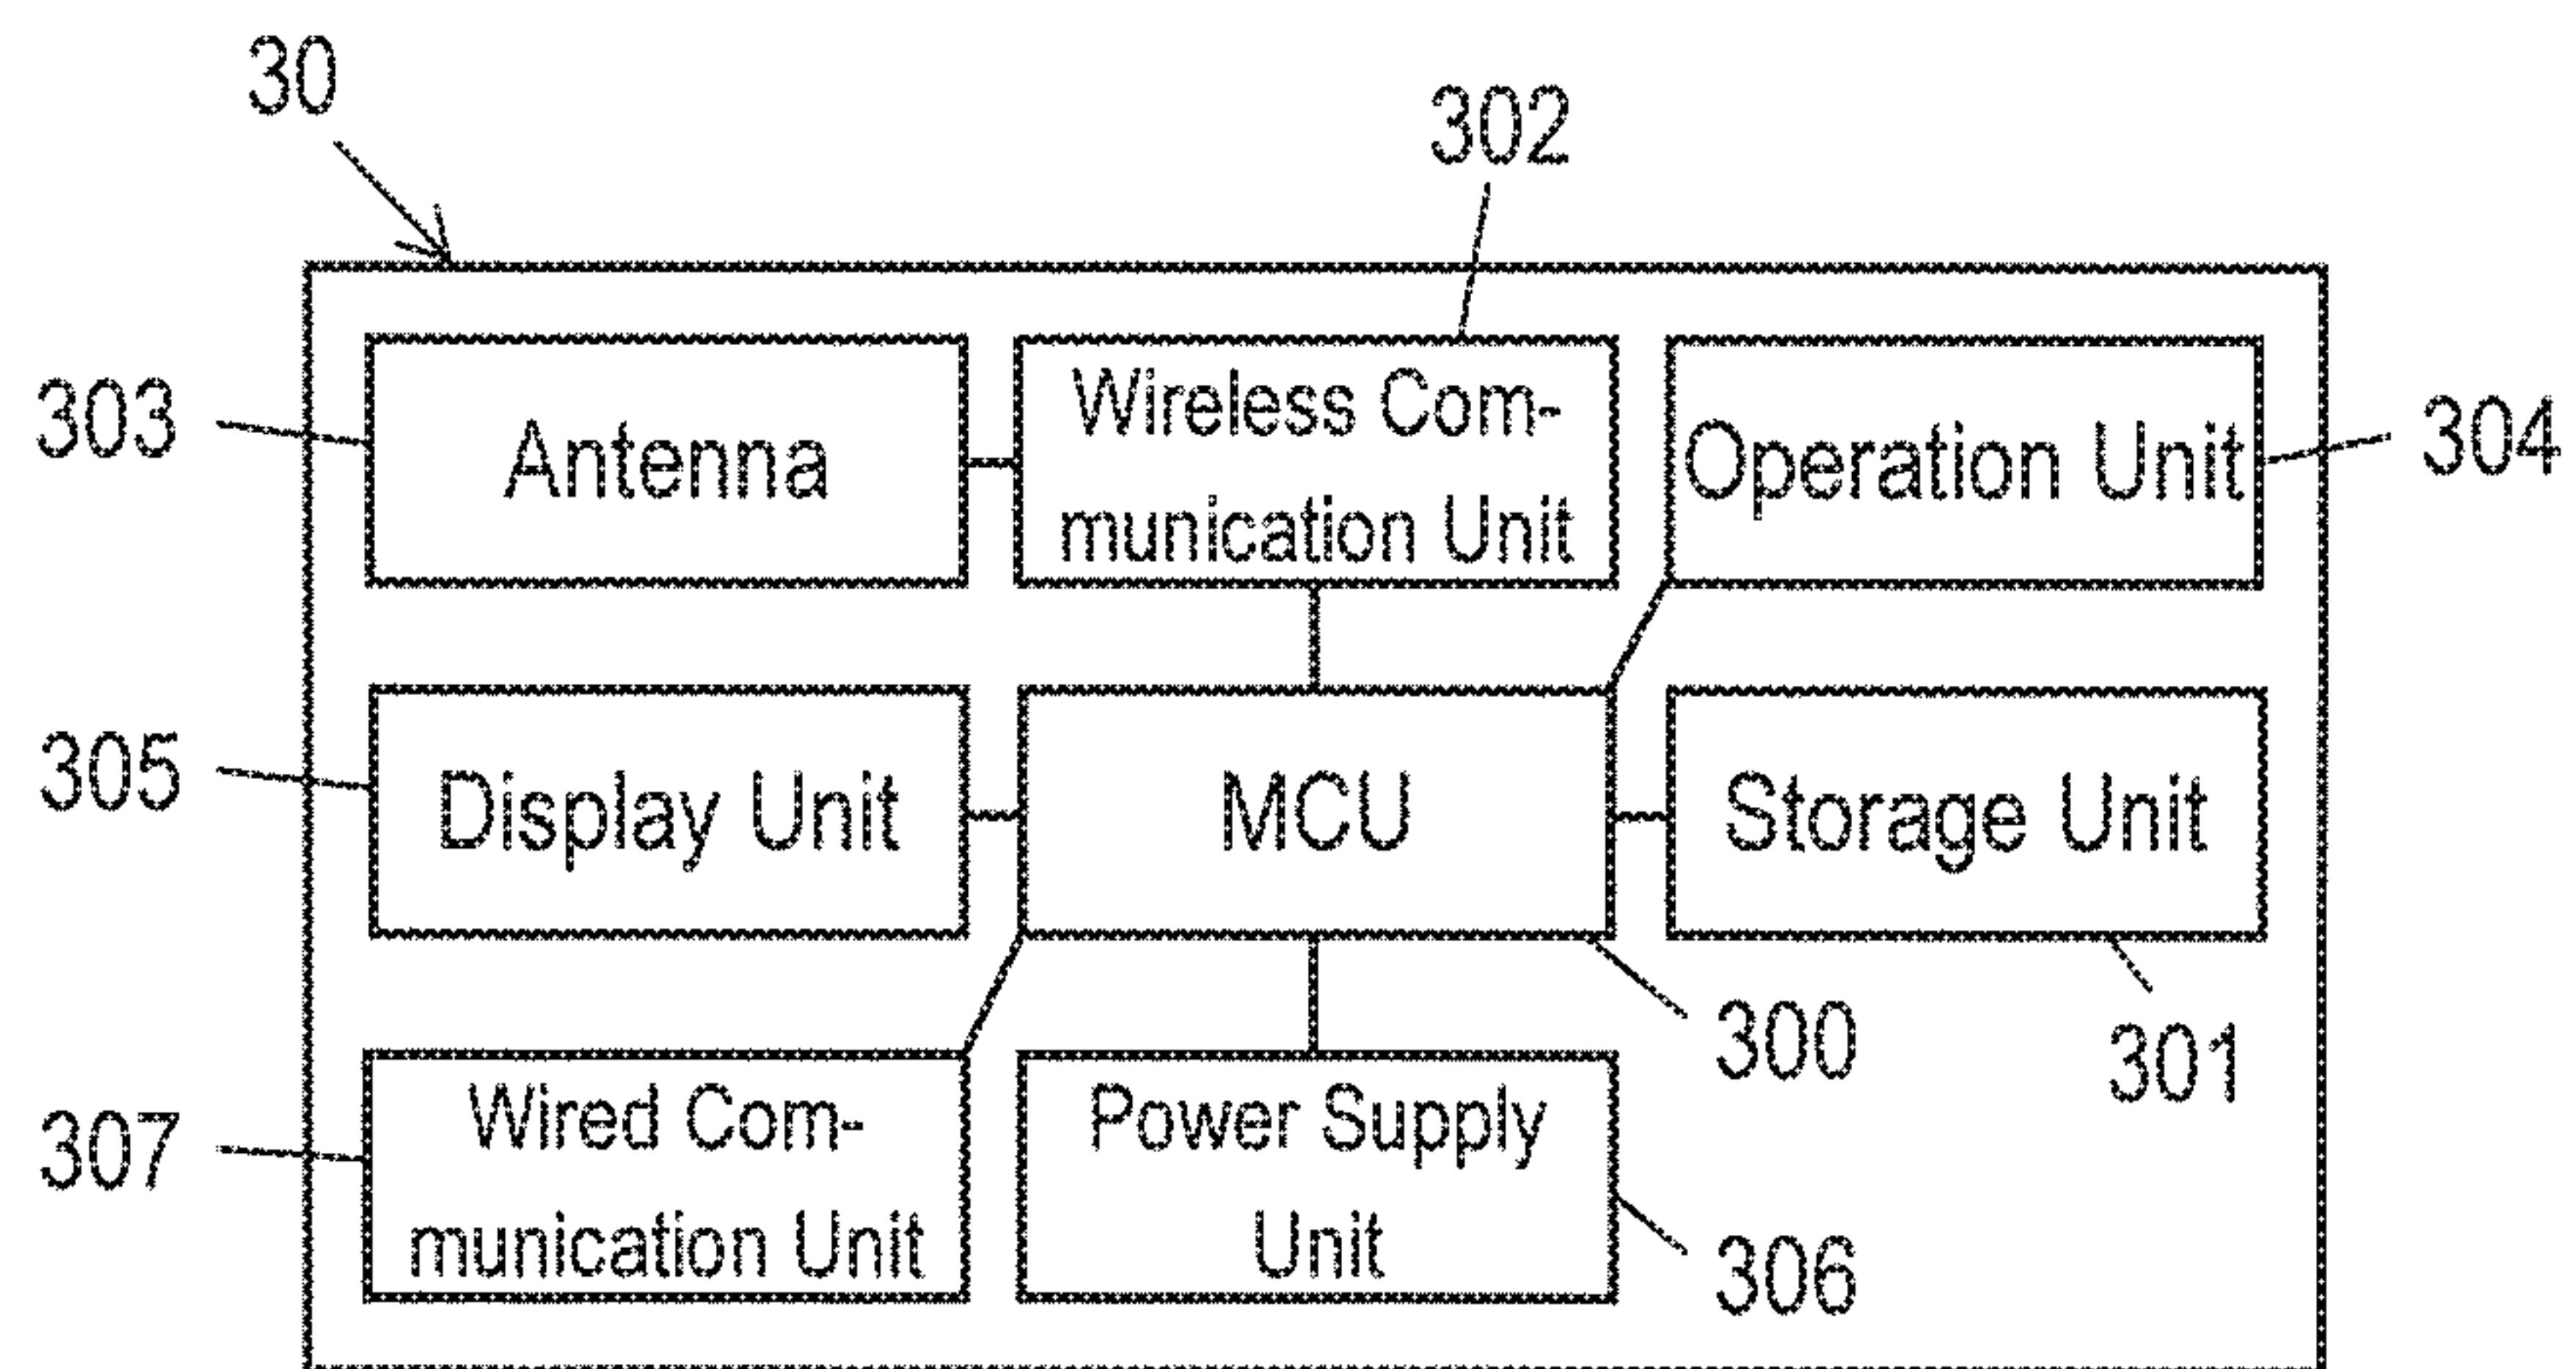 30
302
303
Antenna
Wireless Com-
munication Unit
Operation Unit
304
305
Display Unit
MCU
Storage Unit
300
301
307
Wired Com-
munication Unit
Power Supply
Unit
306